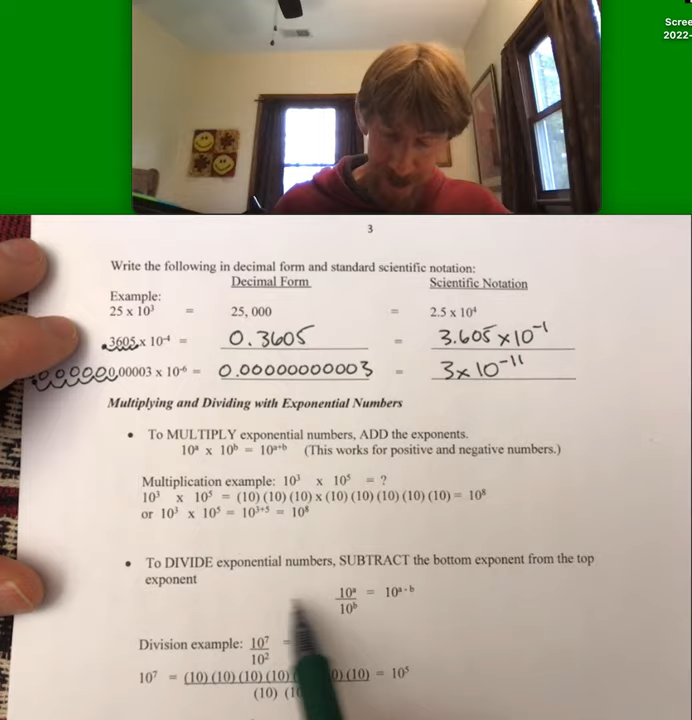 Scree
2022-
3
Write the following in decimal form and standard scientific notation:
Decimal Form Scientific Notation
Example:
25 x 10³ = 25, 000 = 2.5 x 10⁴
3605 x 10⁻⁴ = 0.3605 = 3.605 x 10⁻¹
0.00003 x 10⁻⁶ = 0.00000000003 = 3 x 10⁻¹¹
Multiplying and Dividing with Exponential Numbers
• To MULTIPLY exponential numbers, ADD the exponents.
10ᵃ x 10ᵇ = 10ᵃ⁺ᵇ (This works for positive and negative numbers.)
Multiplication example: 10³ x 10⁵ = ?
10³ x 10⁵ = (10) (10) (10) x (10) (10) (10) (10) (10) = 10⁸
or 10³ x 10⁵ = 10³⁺⁵ = 10⁸
• To DIVIDE exponential numbers, SUBTRACT the bottom exponent from the top
exponent
10ᵃ = 10ᵃ⁻ᵇ
10ᵇ
Division example: 10⁷ =
10²
10⁷ = (10) (10) (10) (10) (10) = 10⁵
(10)